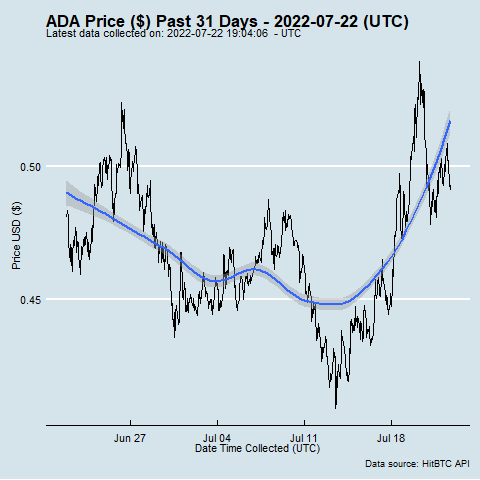 ADA Price ($) Past 31 Days - 2022-07-22 (UTC)
Latest data collected on: 2022-07-22 19:04:06 - UTC
0.50
Price USD ($)
0.45
Jun 27 Jul 04 Jul 11 Jul 18
Date Time Collected (UTC)
Data source: HitBTC API